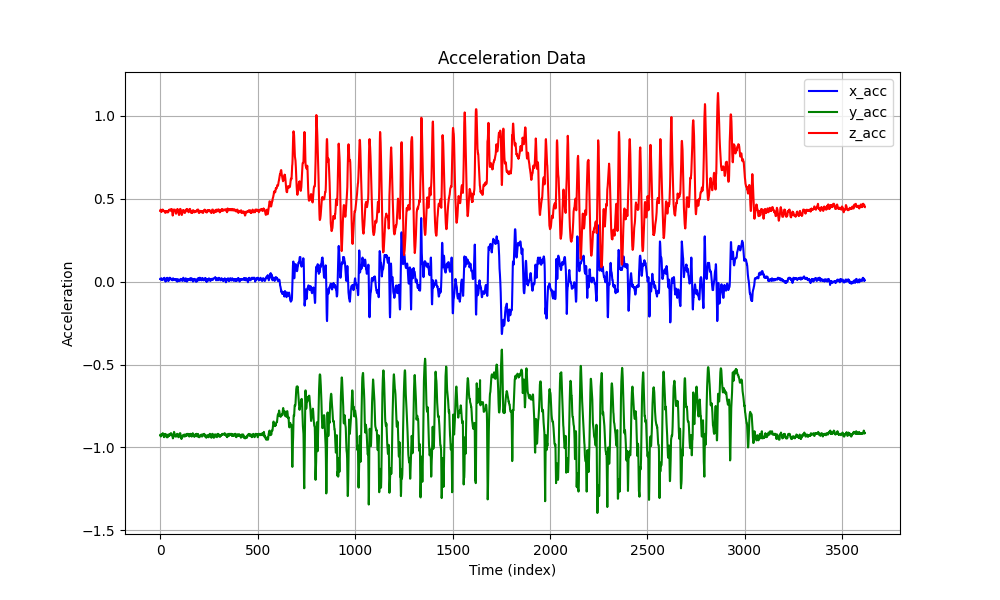 Acceleration Data
x_acc
y_acc
z_acc
1.0
0.5
0.0
−0.5
−1.0
−1.5
Acceleration
0
500
1000
1500
2000
2500
3000
3500
Time (index)